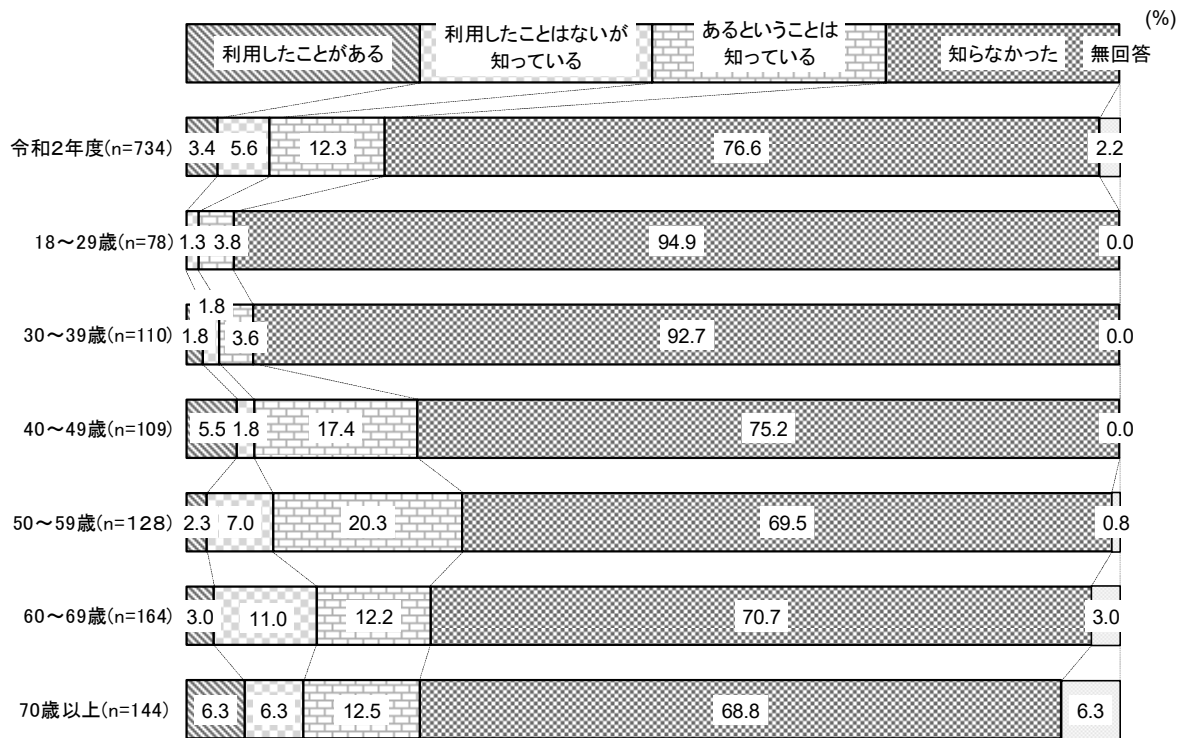 (%)
利用したことがある
利用したことはないが
知っている
あるということは
知っている
知らなかった
無回答
令和2年度(n=734)
3.4
5.6
12.3
76.6
2.2
18～29歳(n=78)
1.3
3.8
94.9
0.0
30～39歳(n=110)
1.8
1.8
3.6
92.7
0.0
40～49歳(n=109)
5.5
1.8
17.4
75.2
0.0
50～59歳(n=128)
2.3
7.0
20.3
69.5
0.8
60～69歳(n=164)
3.0
11.0
12.2
70.7
3.0
70歳以上(n=144)
6.3
6.3
12.5
68.8
6.3